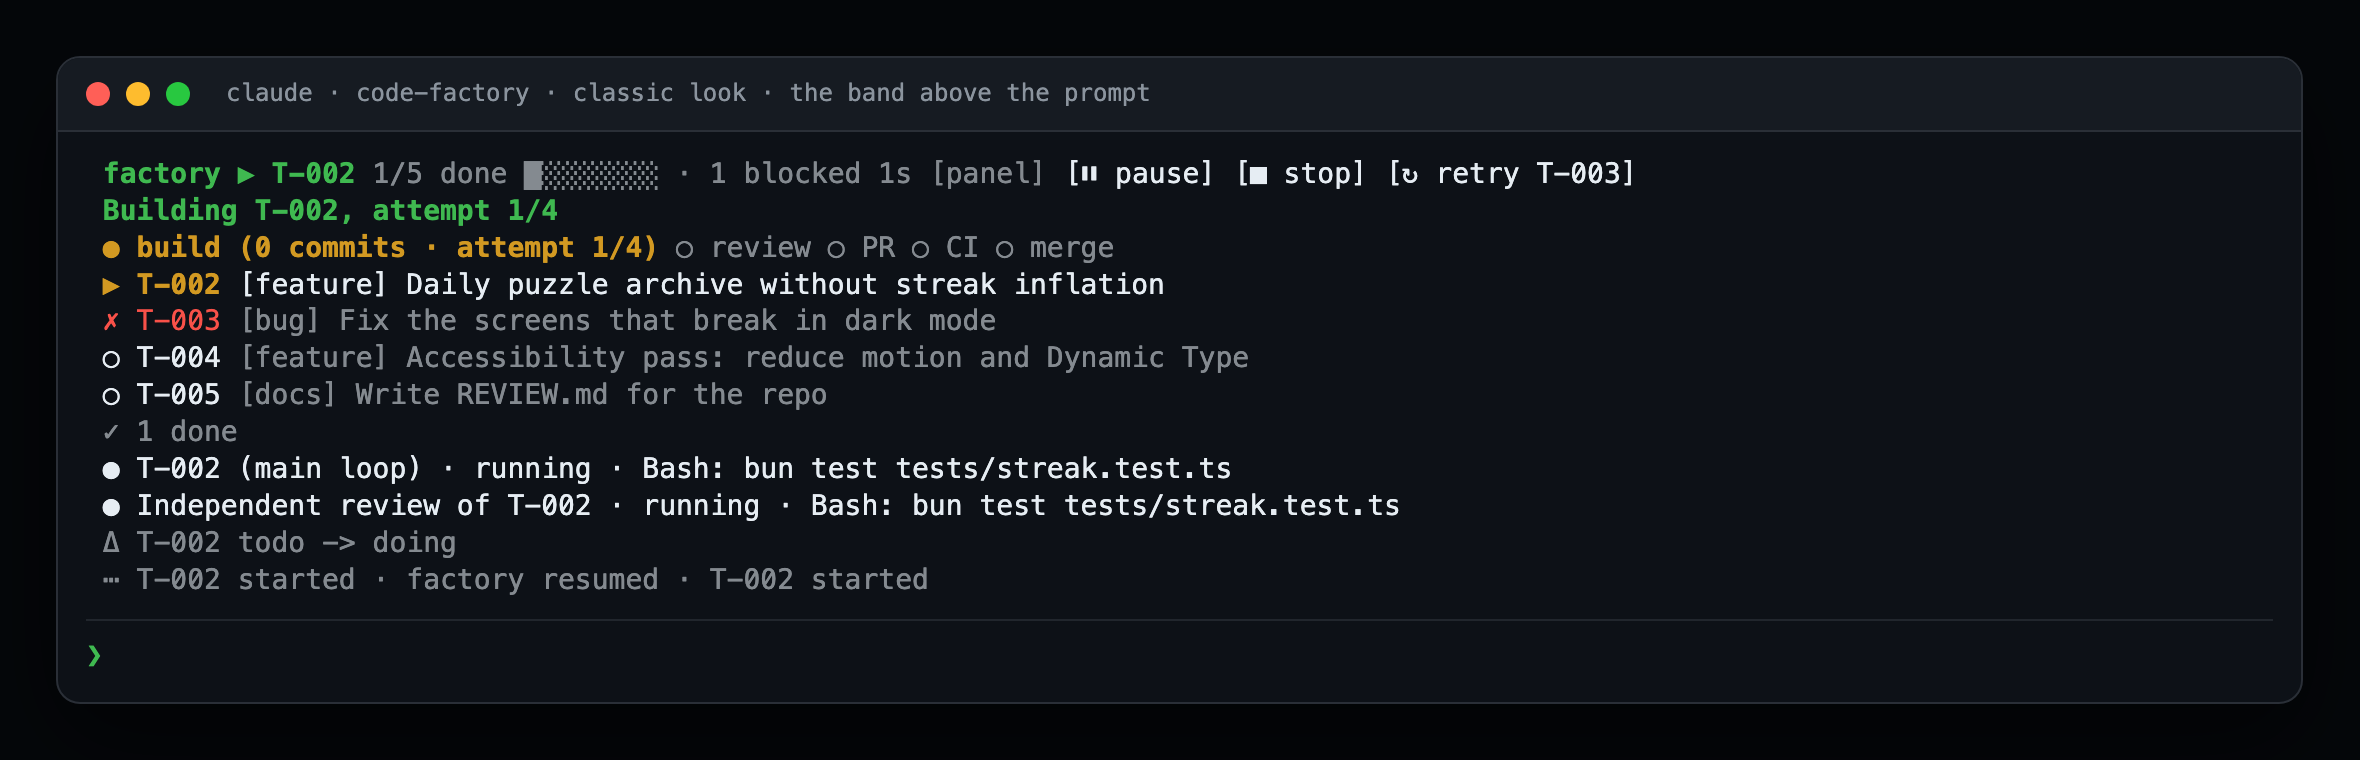 claude · code-factory · classic look · the band above the prompt
factory ▶ T-002 1/5 done █░░░░░░░ · 1 blocked 1s [panel] [⏸ pause] [■ stop] [↻ retry T-003]
Building T-002, attempt 1/4
● build (0 commits · attempt 1/4) ○ review ○ PR ○ CI ○ merge
▶ T-002 [feature] Daily puzzle archive without streak inflation
✗ T-003 [bug] Fix the screens that break in dark mode
○ T-004 [feature] Accessibility pass: reduce motion and Dynamic Type
○ T-005 [docs] Write REVIEW.md for the repo
✓ 1 done
● T-002 (main loop) · running · Bash: bun test tests/streak.test.ts
● Independent review of T-002 · running · Bash: bun test tests/streak.test.ts
Δ T-002 todo -> doing
⋯ T-002 started · factory resumed · T-002 started
❯